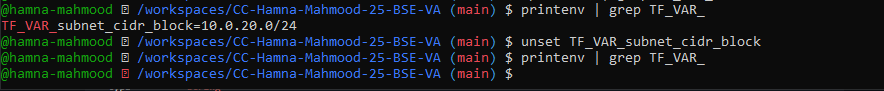 @hamna-mahmood /workspaces/CC-Hamna-Mahmood-25-BSE-VA (main) $ printenv | grep TF_VAR_
TF_VAR_subnet_cidr_block=10.0.20.0/24
@hamna-mahmood /workspaces/CC-Hamna-Mahmood-25-BSE-VA (main) $ unset TF_VAR_subnet_cidr_block
@hamna-mahmood /workspaces/CC-Hamna-Mahmood-25-BSE-VA (main) $ printenv | grep TF_VAR_
@hamna-mahmood /workspaces/CC-Hamna-Mahmood-25-BSE-VA (main) $